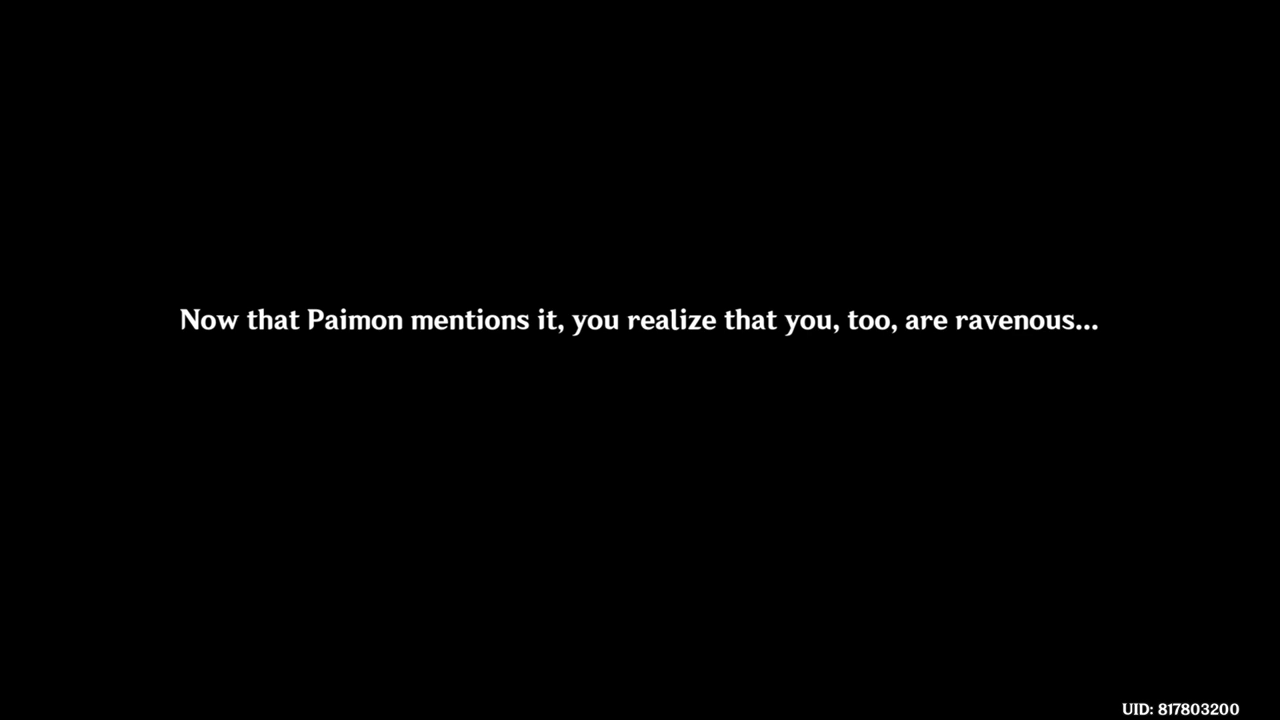 Now that Paimon mentions it, you realize that you, too, are ravenous...
UID: 817803200